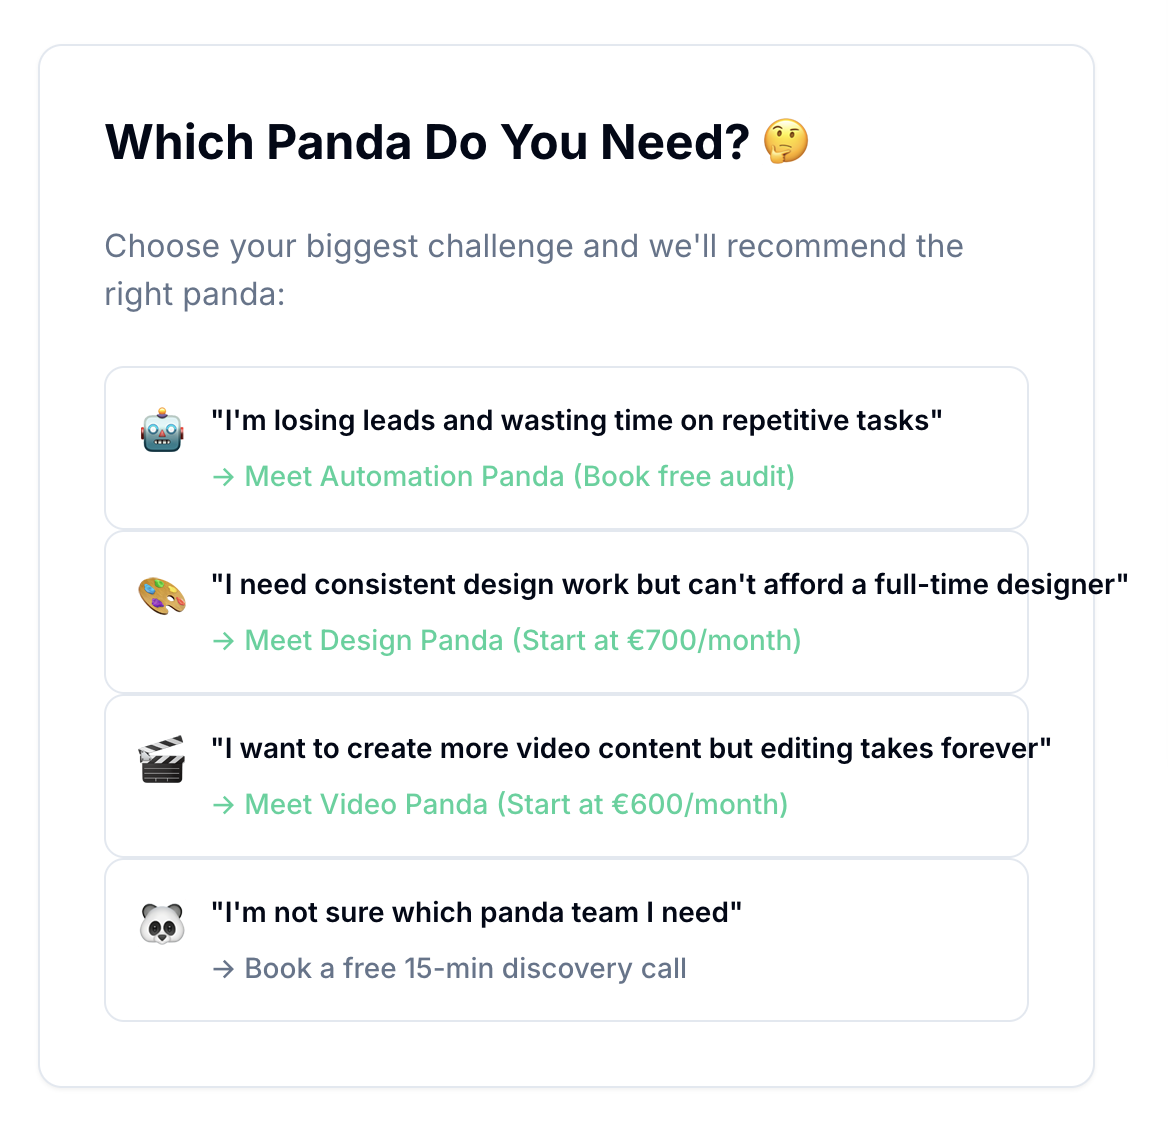 Which Panda Do You Need? 🤔
Choose your biggest challenge and we'll recommend the
right panda:
"I'm losing leads and wasting time on repetitive tasks"
→ Meet Automation Panda (Book free audit)
"I need consistent design work but can't afford a full-time designer"
→ Meet Design Panda (Start at €700/month)
"I want to create more video content but editing takes forever"
→ Meet Video Panda (Start at €600/month)
"I'm not sure which panda team I need"
→ Book a free 15-min discovery call